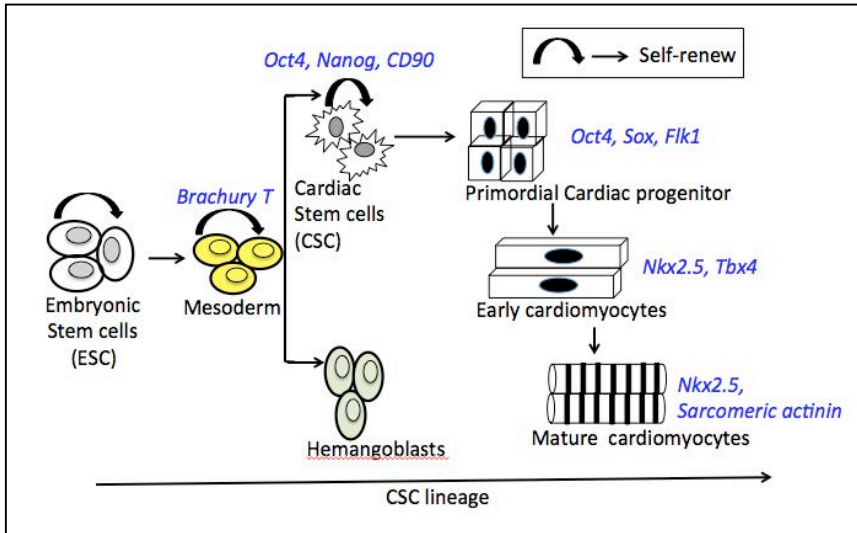 Oct4, Nanog, CD90
Self-renew
Cardiac
Stem cells
(CSC)
Oct4, Sox, Flk1
Primordial Cardiac progenitor
Brachury T
Embryonic
Stem cells
(ESC)
Mesoderm
Nkx2.5, Tbx4
Early cardiomyocytes
Nkx2.5,
Sarcomeric actinin
Mature cardiomyocytes
Hemangoblasts
CSC lineage